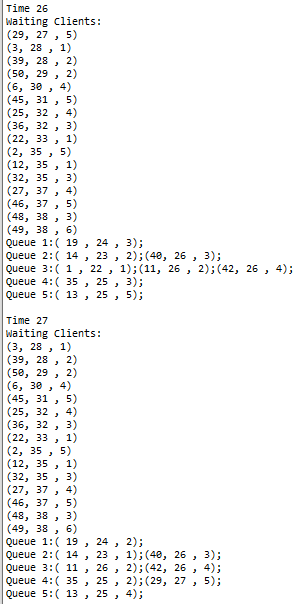 Time 26
Waiting Clients:
(29, 27 , 5)
(3, 28 , 1)
(39, 28 , 2)
(50, 29 , 2)
(6, 30 , 4)
(45, 31 , 5)
(25, 32 , 4)
(36, 32 , 3)
(22, 33 , 1)
(2, 35 , 5)
(12, 35 , 1)
(32, 35 , 3)
(27, 37 , 4)
(46, 37 , 5)
(48, 38 , 3)
(49, 38 , 6)
Queue 1:( 19 , 24 , 3);
Queue 2:( 14 , 23 , 2);(40, 26 , 3);
Queue 3:( 1 , 22 , 1);(11, 26 , 2);(42, 26 , 4);
Queue 4:( 35 , 25 , 3);
Queue 5:( 13 , 25 , 5);
Time 27
Waiting Clients:
(3, 28 , 1)
(39, 28 , 2)
(50, 29 , 2)
(6, 30 , 4)
(45, 31 , 5)
(25, 32 , 4)
(36, 32 , 3)
(22, 33 , 1)
(2, 35 , 5)
(12, 35 , 1)
(32, 35 , 3)
(27, 37 , 4)
(46, 37 , 5)
(48, 38 , 3)
(49, 38 , 6)
Queue 1:( 19 , 24 , 2);
Queue 2:( 14 , 23 , 1);(40, 26 , 3);
Queue 3:( 11 , 26 , 2);(42, 26 , 4);
Queue 4:( 35 , 25 , 2);(29, 27 , 5);
Queue 5:( 13 , 25 , 4);